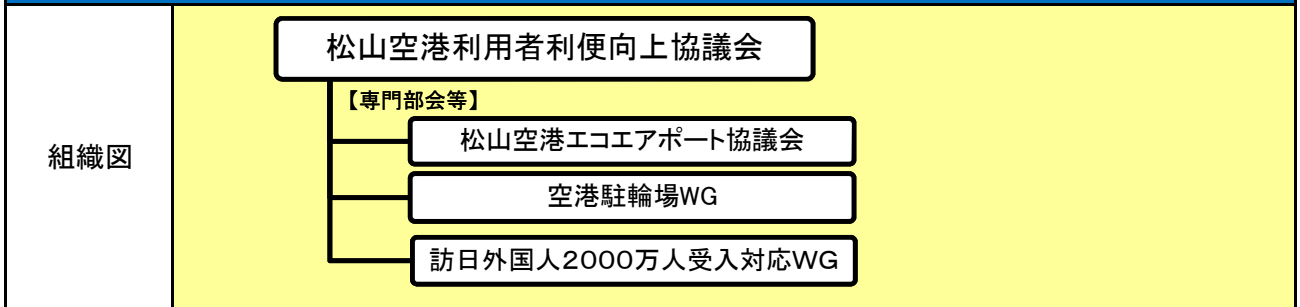 組織図
松山空港利用者利便向上協議会
【専門部会等】
松山空港エコエアポート協議会
空港駐輪場WG
訪日外国人2000万人受入対応WG